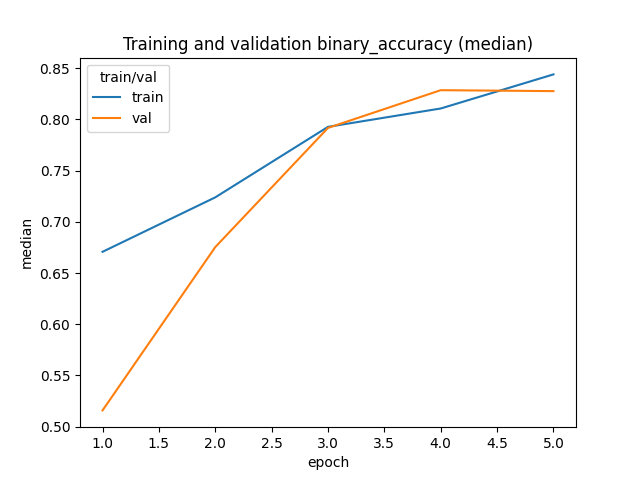 Training and validation binary_accuracy (median)
train/val
train
val
0.85
0.80
0.75
0.70
0.65
0.60
0.55
0.50
median
1.0 1.5 2.0 2.5 3.0 3.5 4.0 4.5 5.0
epoch